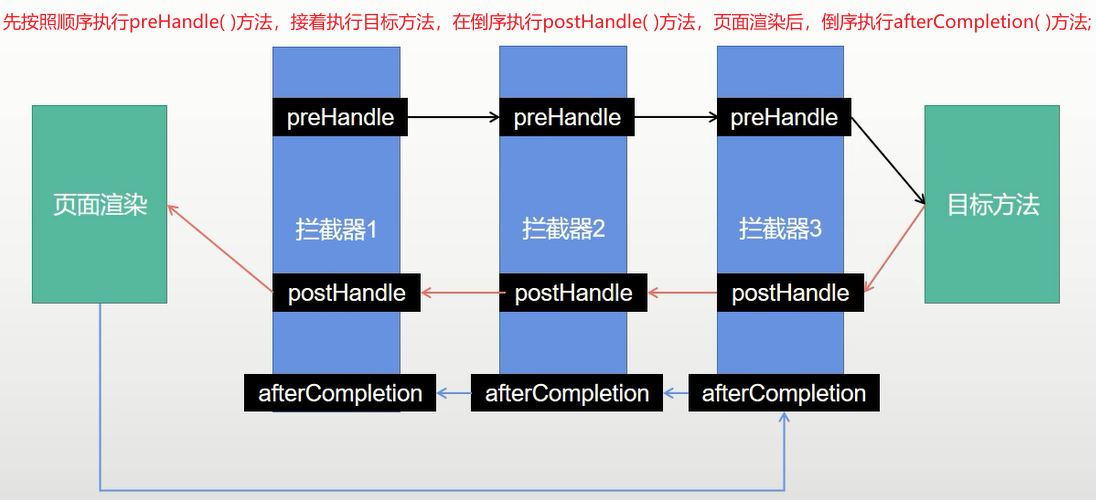 先按照顺序执行preHandle( )方法，接着执行目标方法，在倒序执行postHandle( )方法，页面渲染后，倒序执行afterCompletion( )方法;
preHandle
preHandle
preHandle
页面渲染
拦截器1
拦截器2
拦截器3
目标方法
postHandle
postHandle
postHandle
afterCompletion
afterCompletion
afterCompletion